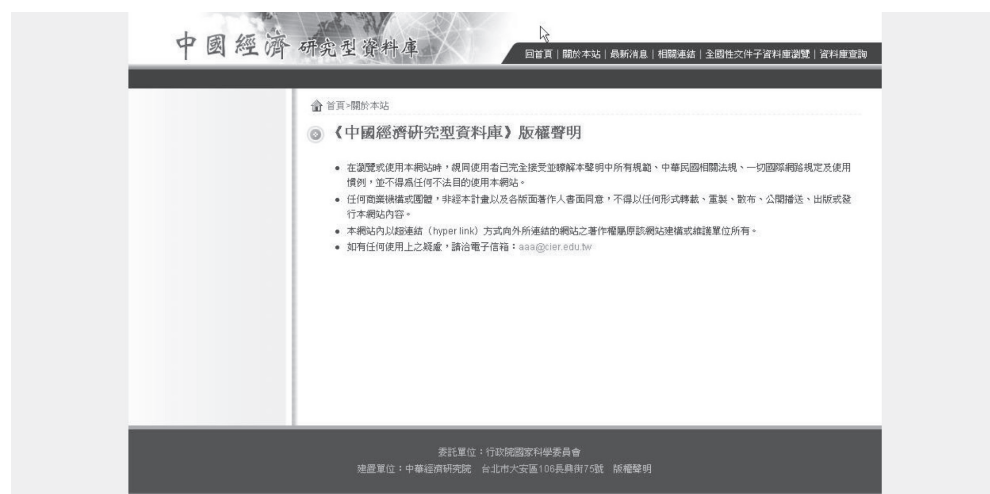 中國經濟研究型資料庫
回首頁 | 關於本站 | 最新消息 | 相關連結 | 全國性文件子資料庫瀏覽 | 資料庫查詢
首頁>關於本站
《中國經濟研究型資料庫》版權聲明
• 在瀏覽或使用本網站時，視同使用者已完全接受並瞭解本聲明中所有規範、中華民國相關法規、一切國際網路規定及使用
慣例，並不得為任何不法目的使用本網站。
• 任何商業機構或團體，非經本計畫以及各版面著作人書面同意，不得以任何形式轉載、重製、散布、公開播送、出版或發
行本網站內容。
• 本網站內以超連結（hyper link）方式向外所連結的網站之著作權屬原該網站建構或維護單位所有。
• 如有任何使用上之疑慮，請洽電子信箱：aaa@cier.edu.tw
委託單位：行政院國家科學委員會
建置單位：中華經濟研究院 台北市大安區106長興街75號 版權聲明